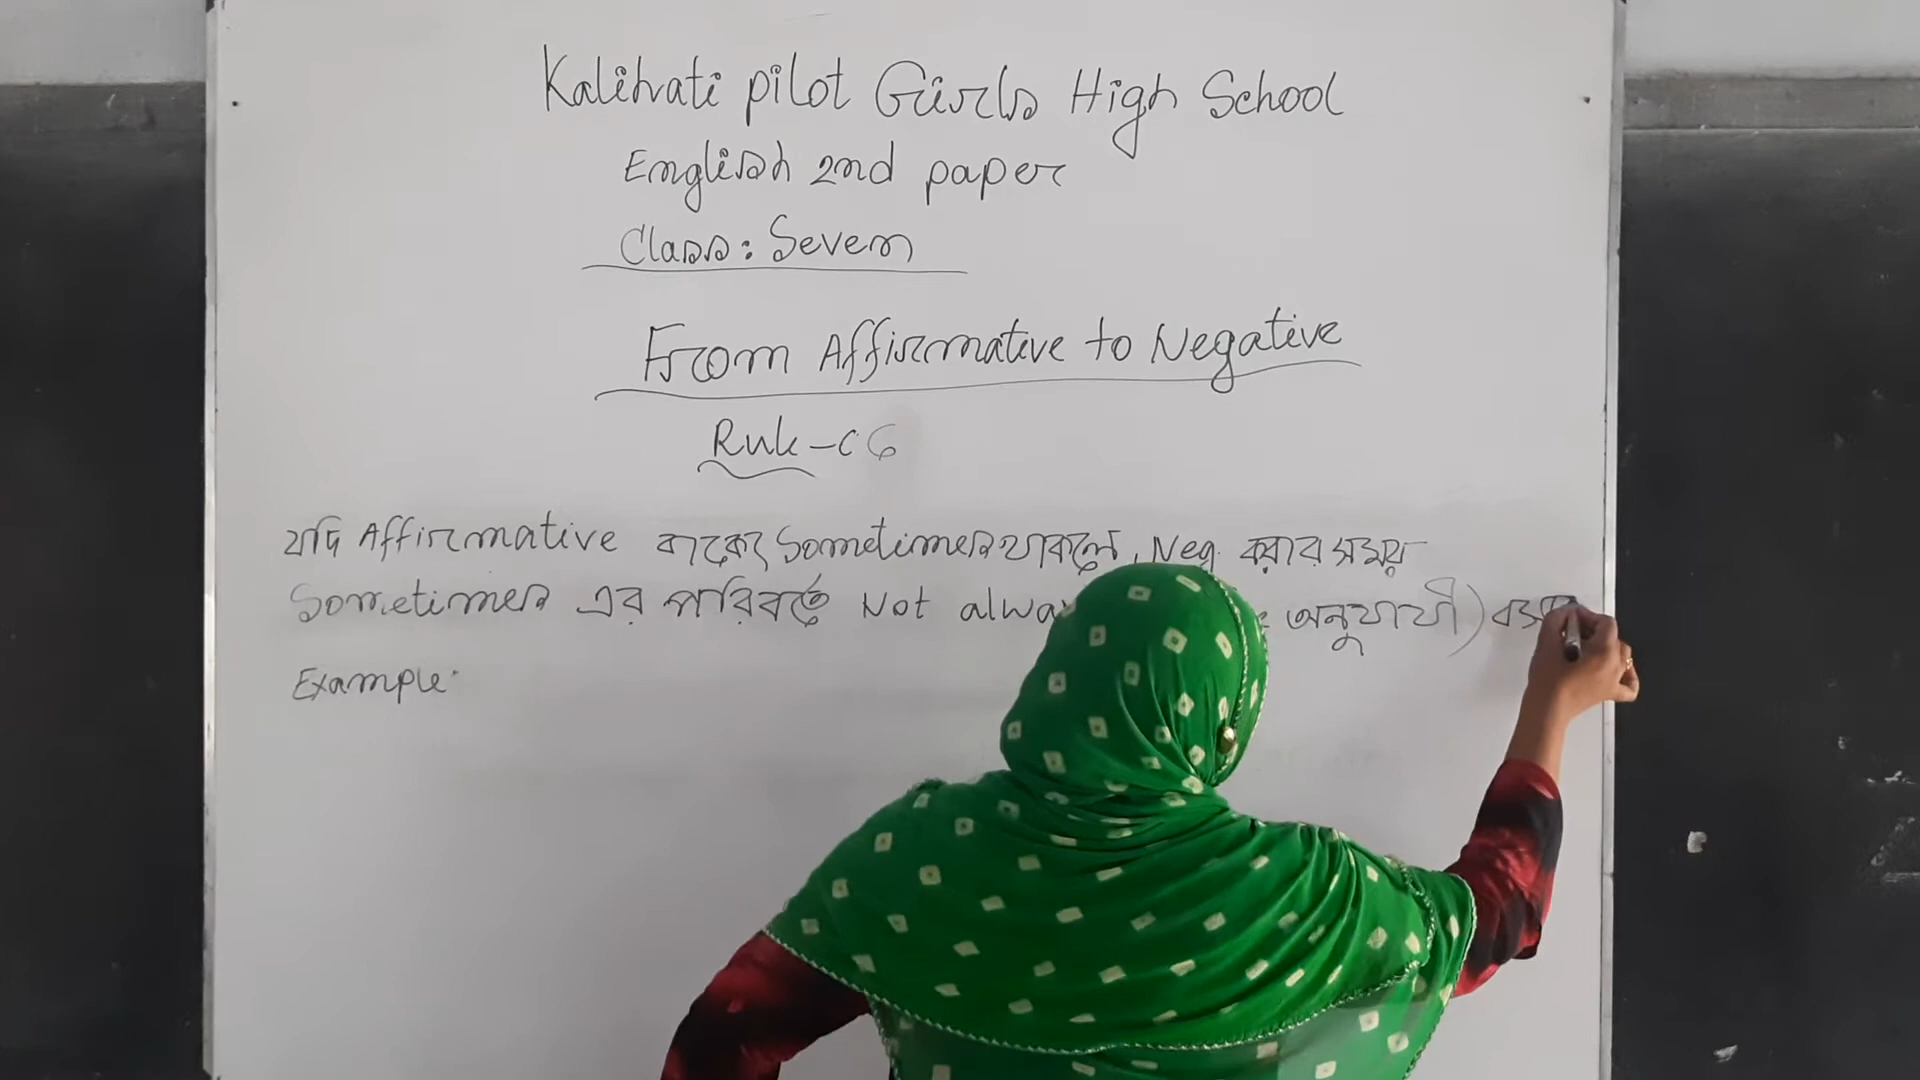 Kalihati pilot Girls High School
English 2nd paper
Class: Seven
From Affirmative to Negative
Rule-06
যদি Affirmative বাক্যে Sometimes থাকলে, Neg. করার সময়
Sometimes এর পরিবর্তে Not অনুযায়ী)
Example: